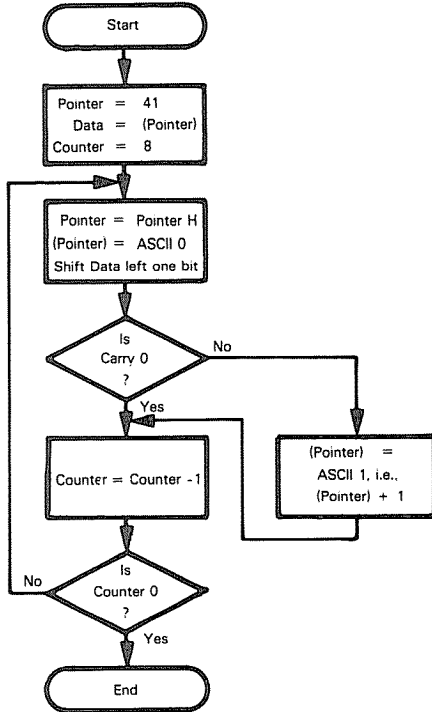 Start
Pointer = 41
Data = (Pointer)
Counter = 8
Pointer = Pointer H
(Pointer) = ASCII 0
Shift Data left one bit
Is
Carry 0
?
No
Yes
(Pointer) =
ASCII 1, i.e.,
(Pointer) + 1
Counter = Counter -1
Is
Counter 0
?
No
Yes
End